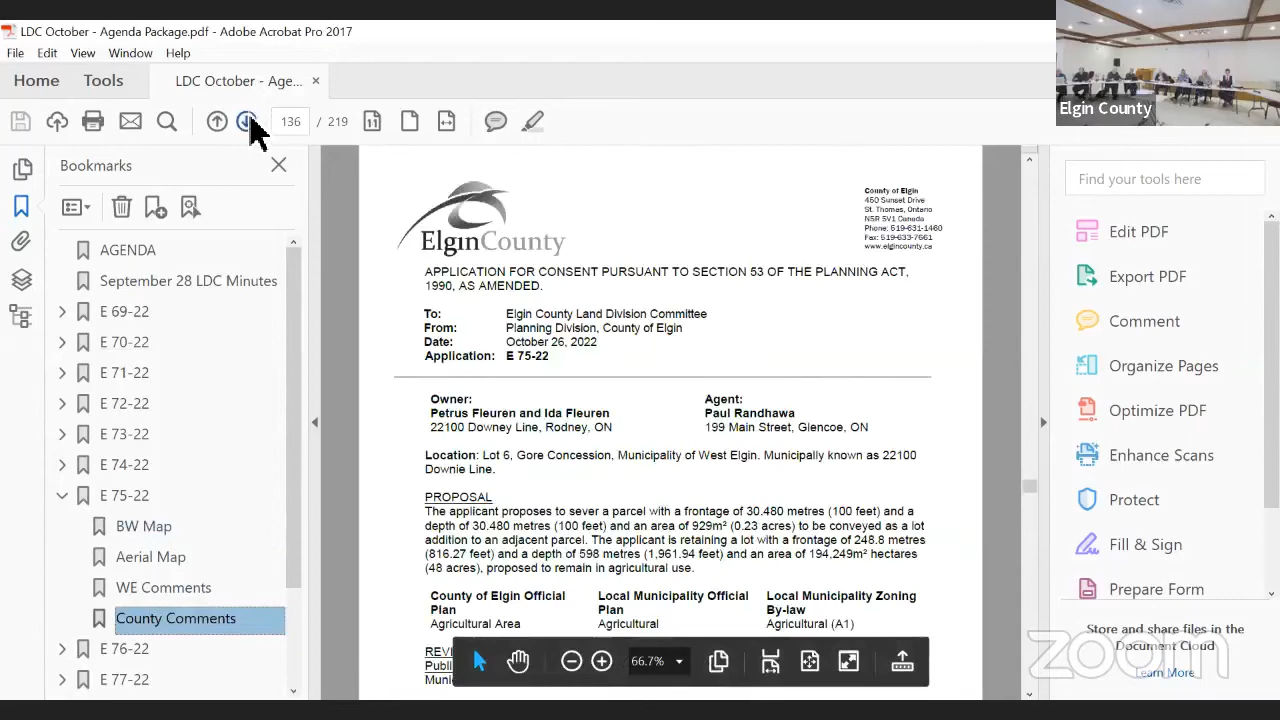 LDC October - Agenda Package.pdf - Adobe Acrobat Pro 2017
File Edit View Window Help
Home Tools LDC October - Age... ×
136 / 219
Elgin County
Bookmarks
AGENDA
September 28 LDC Minutes
E 69-22
E 70-22
E 71-22
E 72-22
E 73-22
E 74-22
E 75-22
BW Map
Aerial Map
WE Comments
County Comments
E 76-22
E 77-22
ElginCounty
County of Elgin
450 Sunset Drive
St. Thomas, Ontario
N5R 5V1 Canada
Phone: 519-631-1460
Fax: 519-633-7661
www.elgincounty.ca
APPLICATION FOR CONSENT PURSUANT TO SECTION 53 OF THE PLANNING ACT,
1990, AS AMENDED.
To: Elgin County Land Division Committee
From: Planning Division, County of Elgin
Date: October 26, 2022
Application: E 75-22
Owner: Agent:
Petrus Fleuren and Ida Fleuren Paul Randhawa
22100 Downey Line, Rodney, ON 199 Main Street, Glencoe, ON
Location: Lot 6, Gore Concession, Municipality of West Elgin. Municipally known as 22100
Downie Line.
PROPOSAL
The applicant proposes to sever a parcel with a frontage of 30.480 metres (100 feet) and a
depth of 30.480 metres (100 feet) and an area of 929m² (0.23 acres) to be conveyed as a lot
addition to an adjacent parcel. The applicant is retaining a lot with a frontage of 248.8 metres
(816.27 feet) and a depth of 598 metres (1,961.94 feet) and an area of 194.249m² hectares
(48 acres), proposed to remain in agricultural use.
County of Elgin Official Local Municipality Official Local Municipality Zoning
Plan Plan By-law
Agricultural Area Agricultural Agricultural (A1)
REVI
Publi
Muni
66.7%
Find your tools here
Edit PDF
Export PDF
Comment
Organize Pages
Optimize PDF
Enhance Scans
Protect
Fill & Sign
Prepare Form
Store and share files in the
Document Cloud
Learn More
zoom